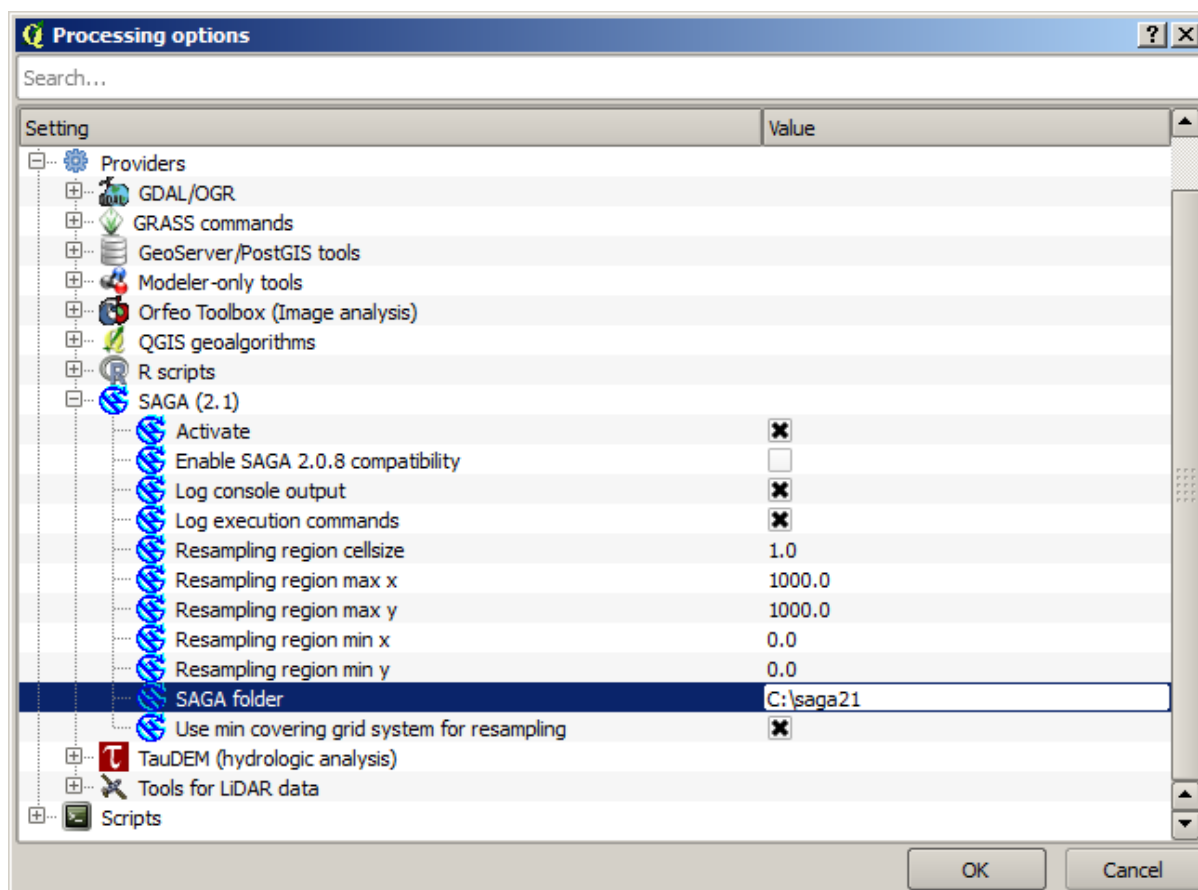 Processing options
Search...
Setting Value
Providers
GDAL/OGR
GRASS commands
GeoServer/PostGIS tools
Modeler-only tools
Orfeo Toolbox (Image analysis)
QGIS geoalgorithms
R scripts
SAGA (2.1)
Activate
Enable SAGA 2.0.8 compatibility
Log console output
Log execution commands
Resampling region cellsize 1.0
Resampling region max x 1000.0
Resampling region max y 1000.0
Resampling region min x 0.0
Resampling region min y 0.0
SAGA folder C:\saga21
Use min covering grid system for resampling
TauDEM (hydrologic analysis)
Tools for LiDAR data
Scripts
OK Cancel